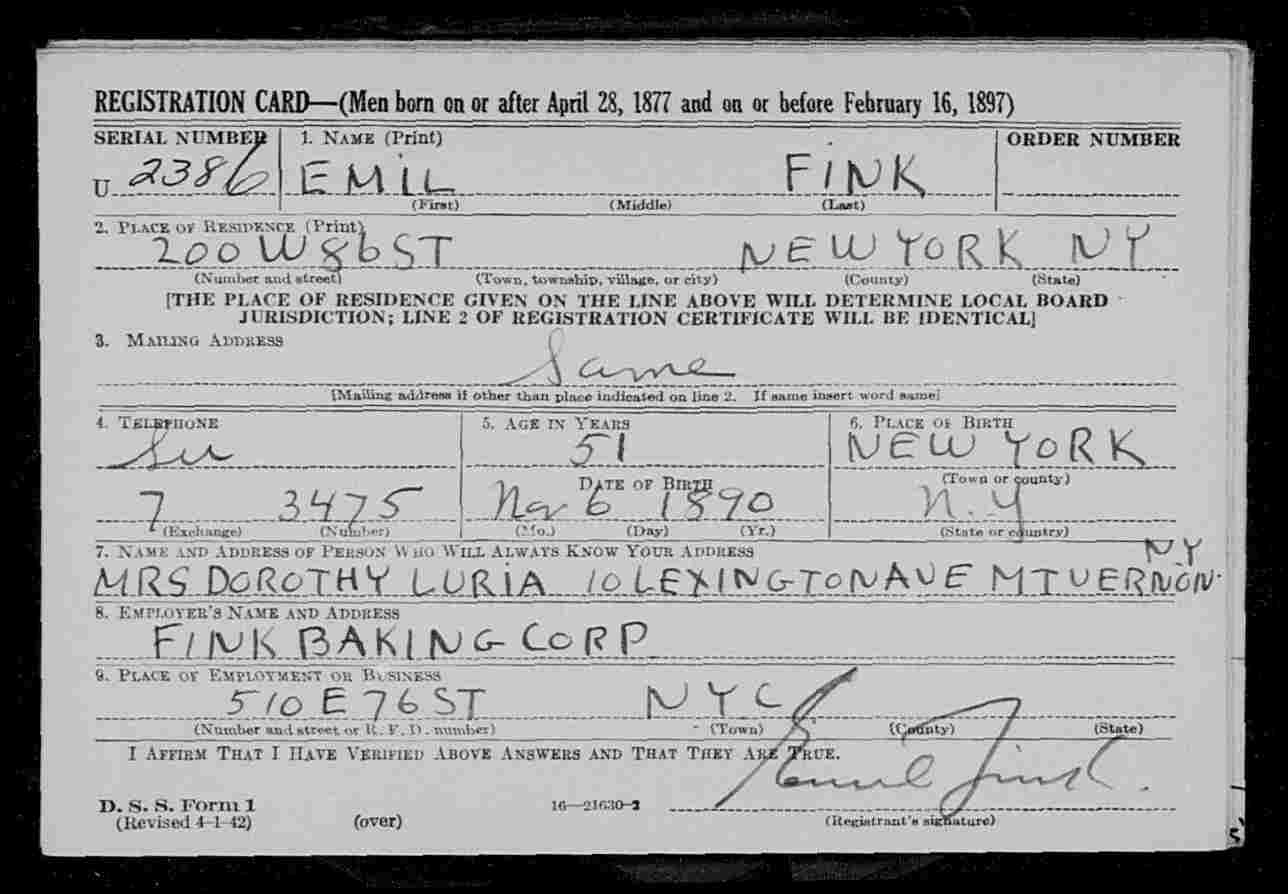 REGISTRATION CARD—(Men born on or after April 28, 1877 and on or before February 16, 1897)
SERIAL NUMBER 1. NAME (Print) ORDER NUMBER
U 2386 EMIL FINK
(First) (Middle) (Last)
2. PLACE OF RESIDENCE (Print)
200 W 86 ST NEW YORK NY
(Number and street) (Town, township, village, or city) (County) (State)
[THE PLACE OF RESIDENCE GIVEN ON THE LINE ABOVE WILL DETERMINE LOCAL BOARD
JURISDICTION; LINE 2 OF REGISTRATION CERTIFICATE WILL BE IDENTICAL]
3. MAILING ADDRESS
Same
[Mailing address if other than place indicated on line 2. If same insert word same]
4. TELEPHONE 5. AGE IN YEARS 6. PLACE OF BIRTH
Su 51 NEW YORK
DATE OF BIRTH (Town or county)
7 3475 Nov 6 1890 N.Y
(Exchange) (Number) (Mo.) (Day) (Yr.) (State or country)
7. NAME AND ADDRESS OF PERSON WHO WILL ALWAYS KNOW YOUR ADDRESS NY
MRS DOROTHY LURIA 10 LEXINGTON AVE MT VERNON
8. EMPLOYER'S NAME AND ADDRESS
FINK BAKING CORP
9. PLACE OF EMPLOYMENT OR BUSINESS
510 E 76 ST NYC
(Number and street or R. F. D. number) (Town) (County) (State)
I AFFIRM THAT I HAVE VERIFIED ABOVE ANSWERS AND THAT THEY ARE TRUE.
Emil Fink.
D. S. S. Form 1 16—21630-2
(Revised 4-1-42) (over) (Registrant's signature)